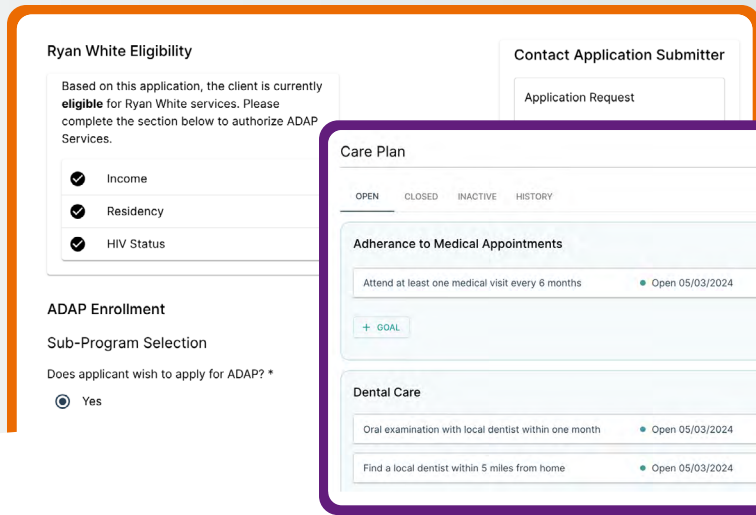 Ryan White Eligibility
Based on this application, the client is currently
eligible for Ryan White services. Please
complete the section below to authorize ADAP
Services.
Income
Residency
HIV Status
ADAP Enrollment
Sub-Program Selection
Does applicant wish to apply for ADAP? *
Yes
Contact Application Submitter
Application Request
Care Plan
OPEN CLOSED INACTIVE HISTORY
Adherance to Medical Appointments
Attend at least one medical visit every 6 months Open 05/03/2024
+ GOAL
Dental Care
Oral examination with local dentist within one month Open 05/03/2024
Find a local dentist within 5 miles from home Open 05/03/2024